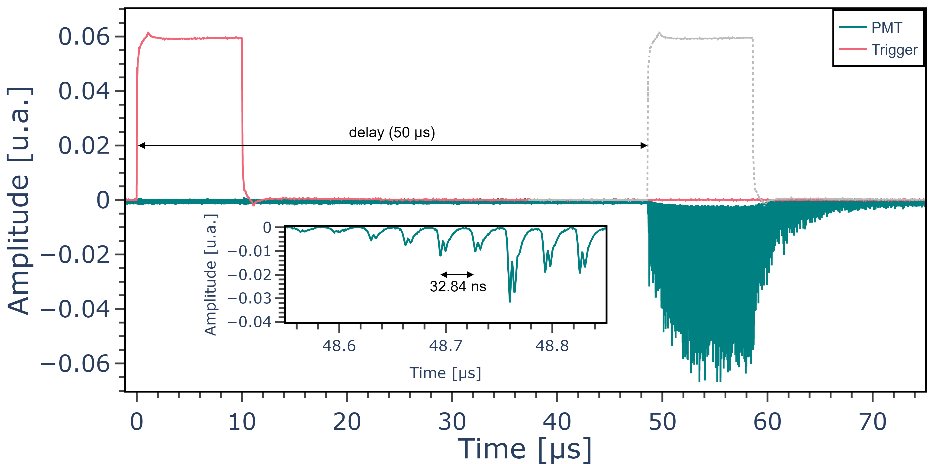 PMT
Trigger
0.06
0.04
0.02
0
−0.02
−0.04
−0.06
Amplitude [u.a.]
delay (50 µs)
0
−0.01
−0.02
−0.03
−0.04
Amplitude [u.a.]
32.84 ns
48.6 48.7 48.8
Time [µs]
0 10 20 30 40 50 60 70
Time [µs]